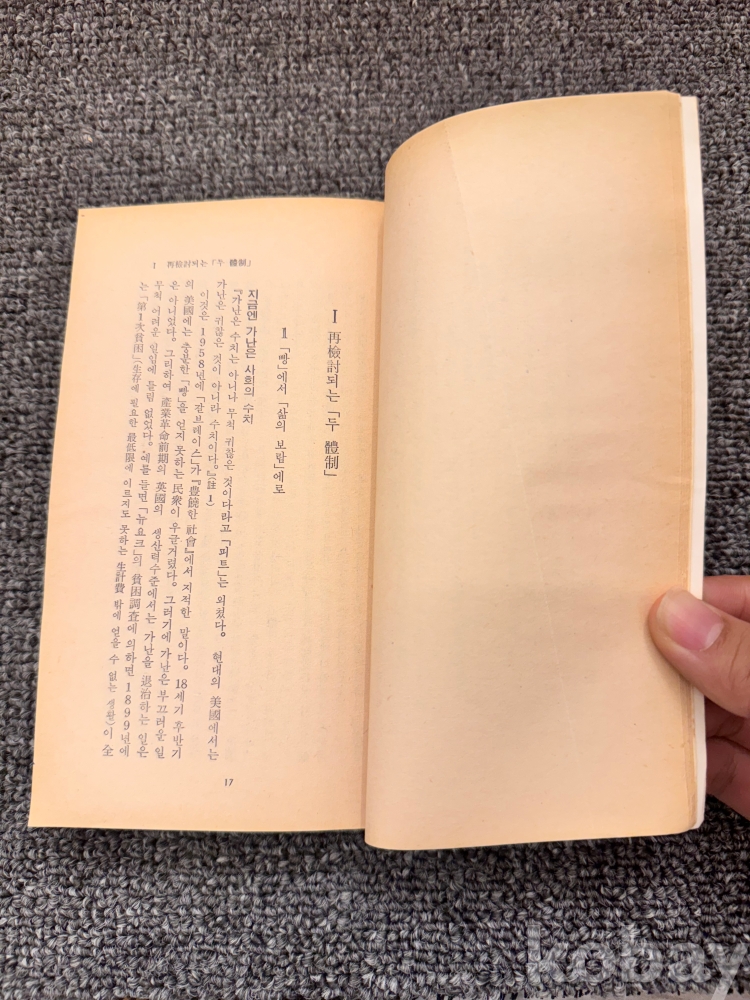 I 再檢討되는「두 體制」
1 「빵」에서 「삶의 보람」에로
지금엔 가난은 사회의 수치
『가난은 수치는 아니나 무척 귀찮은 것이다라고 「피트」는 외쳤다. 현대의 美國에서는
가난은 귀찮은 것이 아니라 수치이다.』(註 1)
이것은 1958년에 「갈브레이스」가 『豊饒한 社會』에서 지적한 말이다. 18세기 후반기
의 美國에는 충분한 「빵」을 얻지 못하는 民衆이 우글거렸다. 그러기에 가난은 부끄러운 일
은 아니었다. 그리하여 産業革命前期의 英國의 생산력수준에서는 가난을 退治하는 일은
무척 어려운 일임에 틀림 없었다. 예를 들면 「뉴요크」의 貧困調査에 의하면 1899년에
는 「第1次貧困」(生存에 필요한 最低限에 이르지도 못하는 生計費 밖에 얻을 수 없는 생활)이 全
I 再檢討되는「두 體制」
17
kobay